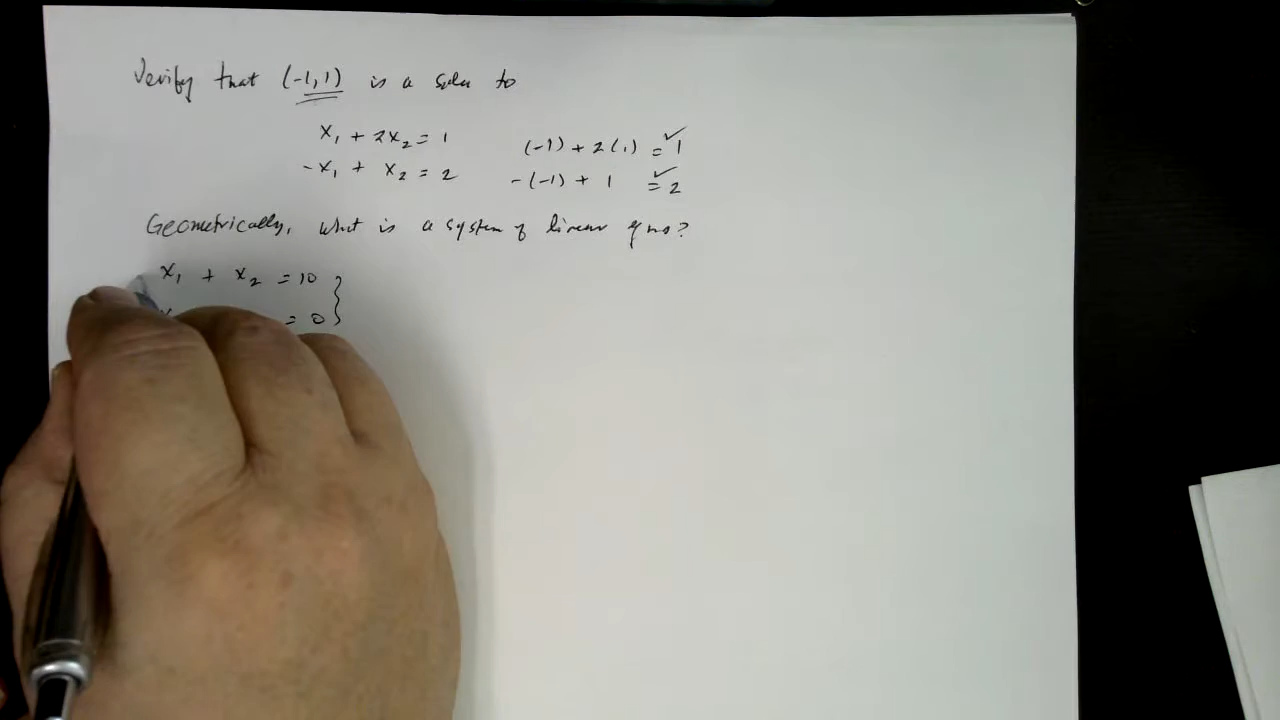 Verify that (-1,1) is a soln to
x₁ + 2x₂ = 1 (-1) + 2(1) = 1 ✓
-x₁ + x₂ = 2 -(-1) + 1 = 2 ✓
Geometrically, what is a system of linear eqns?
x₁ + x₂ = 10 }
= 0